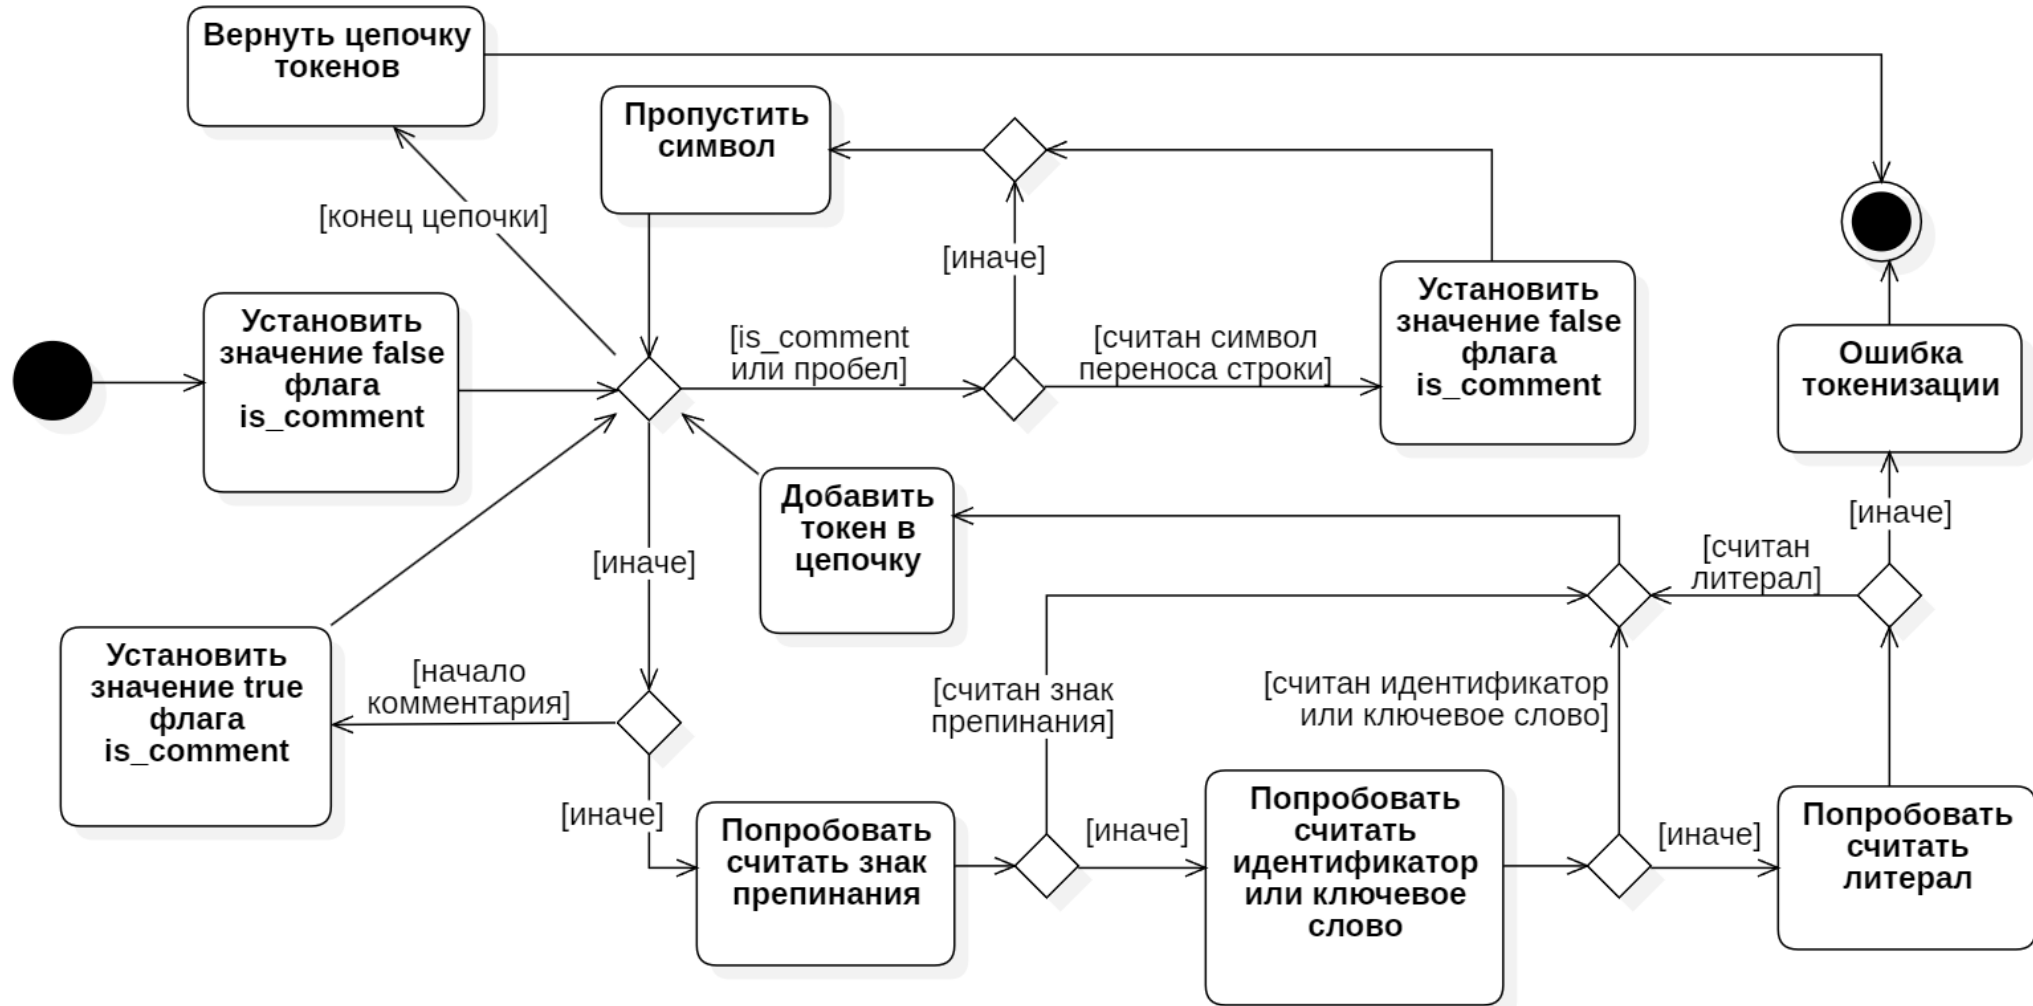 Вернуть цепочку
токенов
Пропустить
символ
[конец цепочки]
[иначе]
Установить
значение false
флага
is_comment
[is_comment
или пробел]
[считан символ
переноса строки]
Установить
значение false
флага
is_comment
Ошибка
токенизации
Добавить
токен в
цепочку
[иначе]
[иначе]
[считан
литерал]
Установить
значение true
флага
is_comment
[начало
комментария]
[считан знак
препинания]
[считан идентификатор
или ключевое слово]
[иначе]
Попробовать
считать знак
препинания
[иначе]
Попробовать
считать
идентификатор
или ключевое
слово
[иначе]
Попробовать
считать
литерал